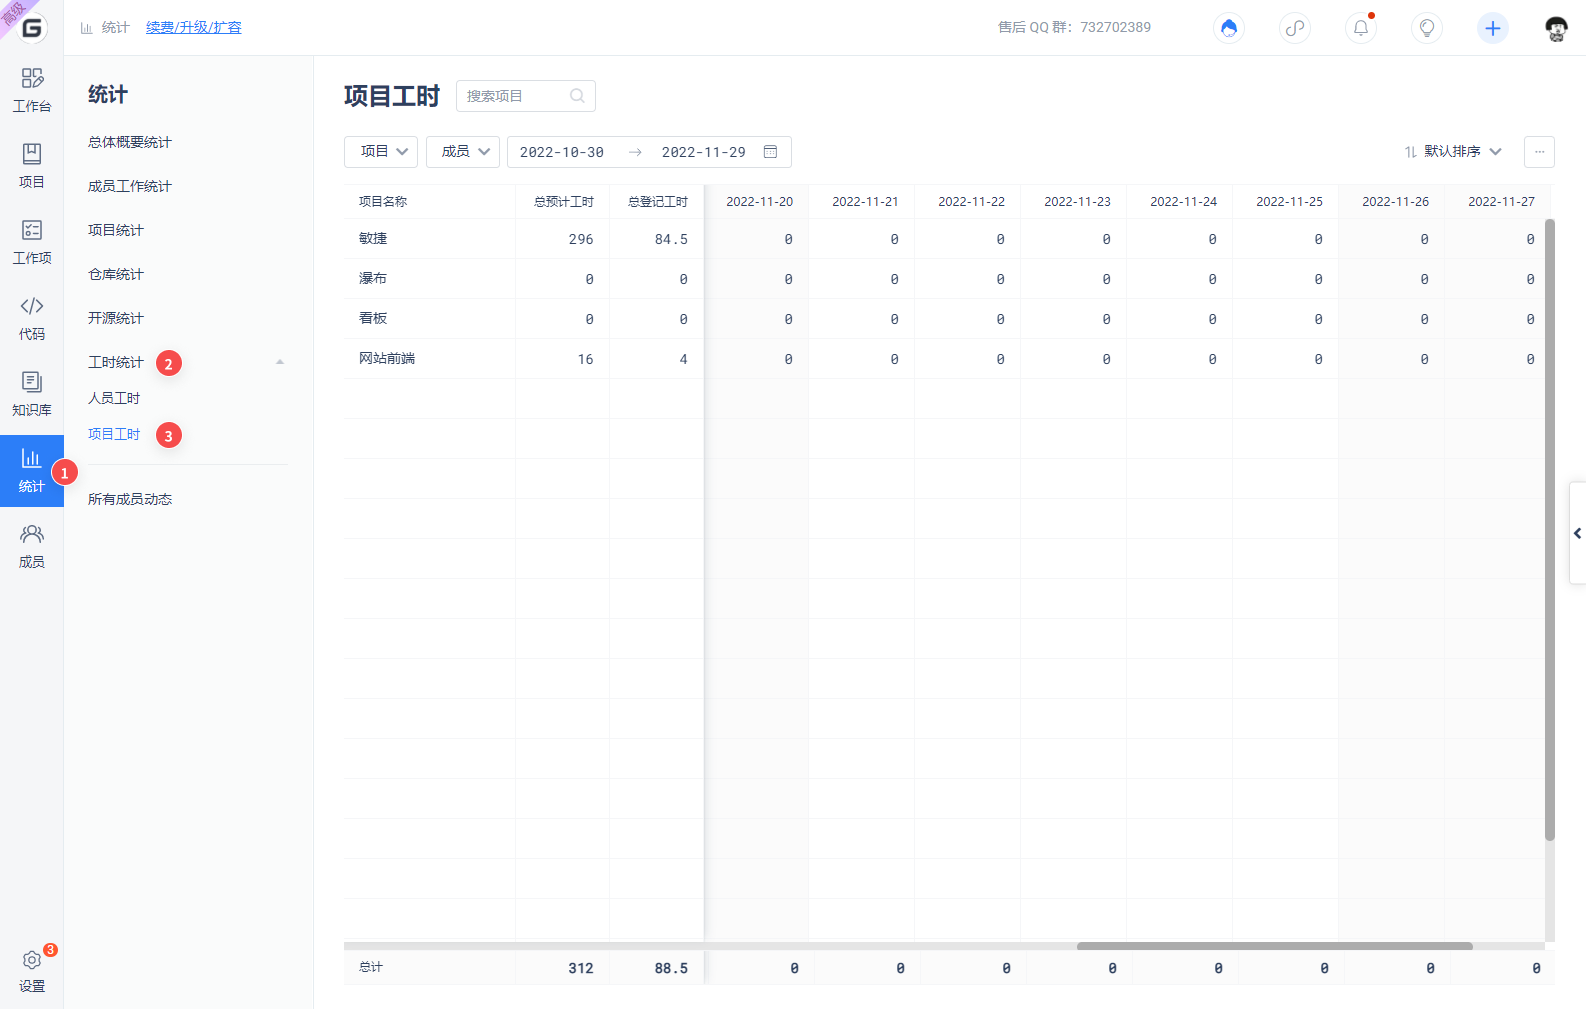 高级
统计 续费/升级/扩容 售后 QQ 群：732702389
工作台
项目
工作项
代码
知识库
统计 1
成员
3
设置
统计
总体概要统计
成员工作统计
项目统计
仓库统计
开源统计
工时统计 2
人员工时
项目工时 3
所有成员动态
项目工时 搜索项目
项目 成员 2022-10-30 → 2022-11-29 默认排序 ...
项目名称 总预计工时 总登记工时 2022-11-20 2022-11-21 2022-11-22 2022-11-23 2022-11-24 2022-11-25 2022-11-26 2022-11-27
敏捷 296 84.5 0 0 0 0 0 0 0 0
瀑布 0 0 0 0 0 0 0 0 0 0
看板 0 0 0 0 0 0 0 0 0 0
网站前端 16 4 0 0 0 0 0 0 0 0
总计 312 88.5 0 0 0 0 0 0 0 0